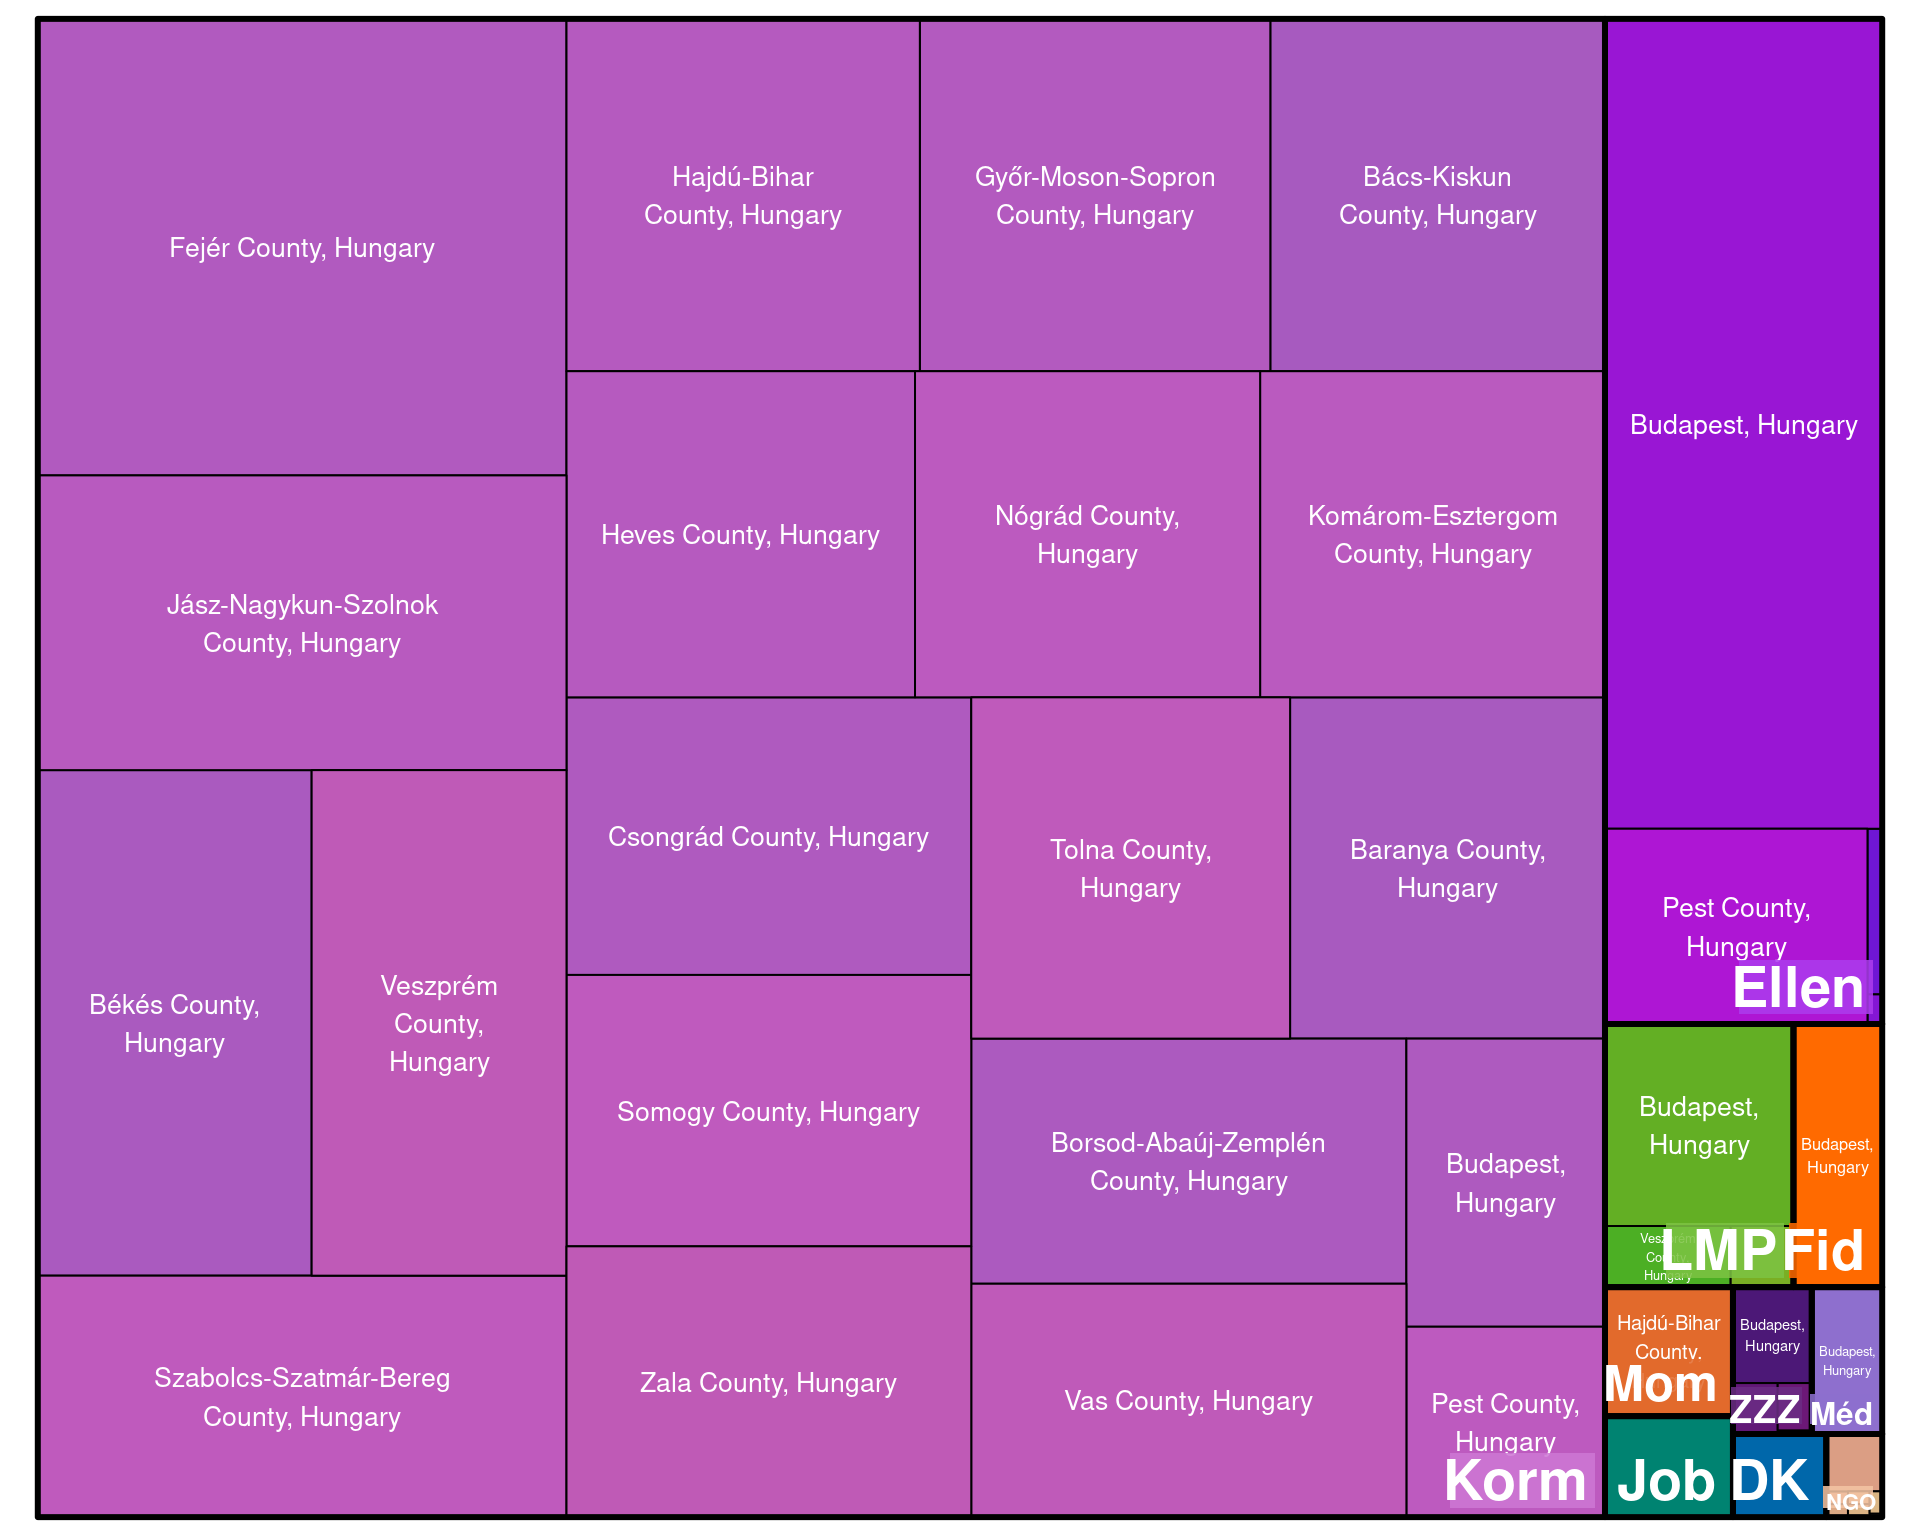 Fejér County, Hungary
Hajdú-Bihar
County, Hungary
Győr-Moson-Sopron
County, Hungary
Bács-Kiskun
County, Hungary
Budapest, Hungary
Jász-Nagykun-Szolnok
County, Hungary
Heves County, Hungary
Nógrád County,
Hungary
Komárom-Esztergom
County, Hungary
Békés County,
Hungary
Veszprém
County,
Hungary
Csongrád County, Hungary
Tolna County,
Hungary
Baranya County,
Hungary
Pest County,
Hungary
Ellen
Somogy County, Hungary
Borsod-Abaúj-Zemplén
County, Hungary
Budapest,
Hungary
Budapest,
Hungary
Budapest,
Hungary
Hungary
LMP
Fid
Szabolcs-Szatmár-Bereg
County, Hungary
Zala County, Hungary
Vas County, Hungary
Pest County,
Hungary
Korm
Hajdú-Bihar
County,
Mom
Budapest,
Hungary
ZZZ
Budapest,
Hungary
Méd
Job
DK
NGO